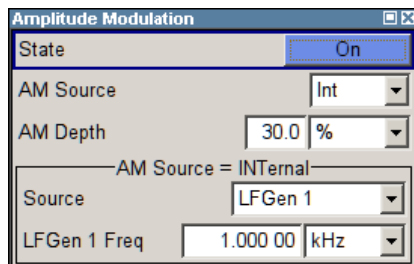 Amplitude Modulation
State On
AM Source Int
AM Depth 30.0 %
AM Source = INTernal
Source LFGen 1
LFGen 1 Freq 1.000 00 kHz